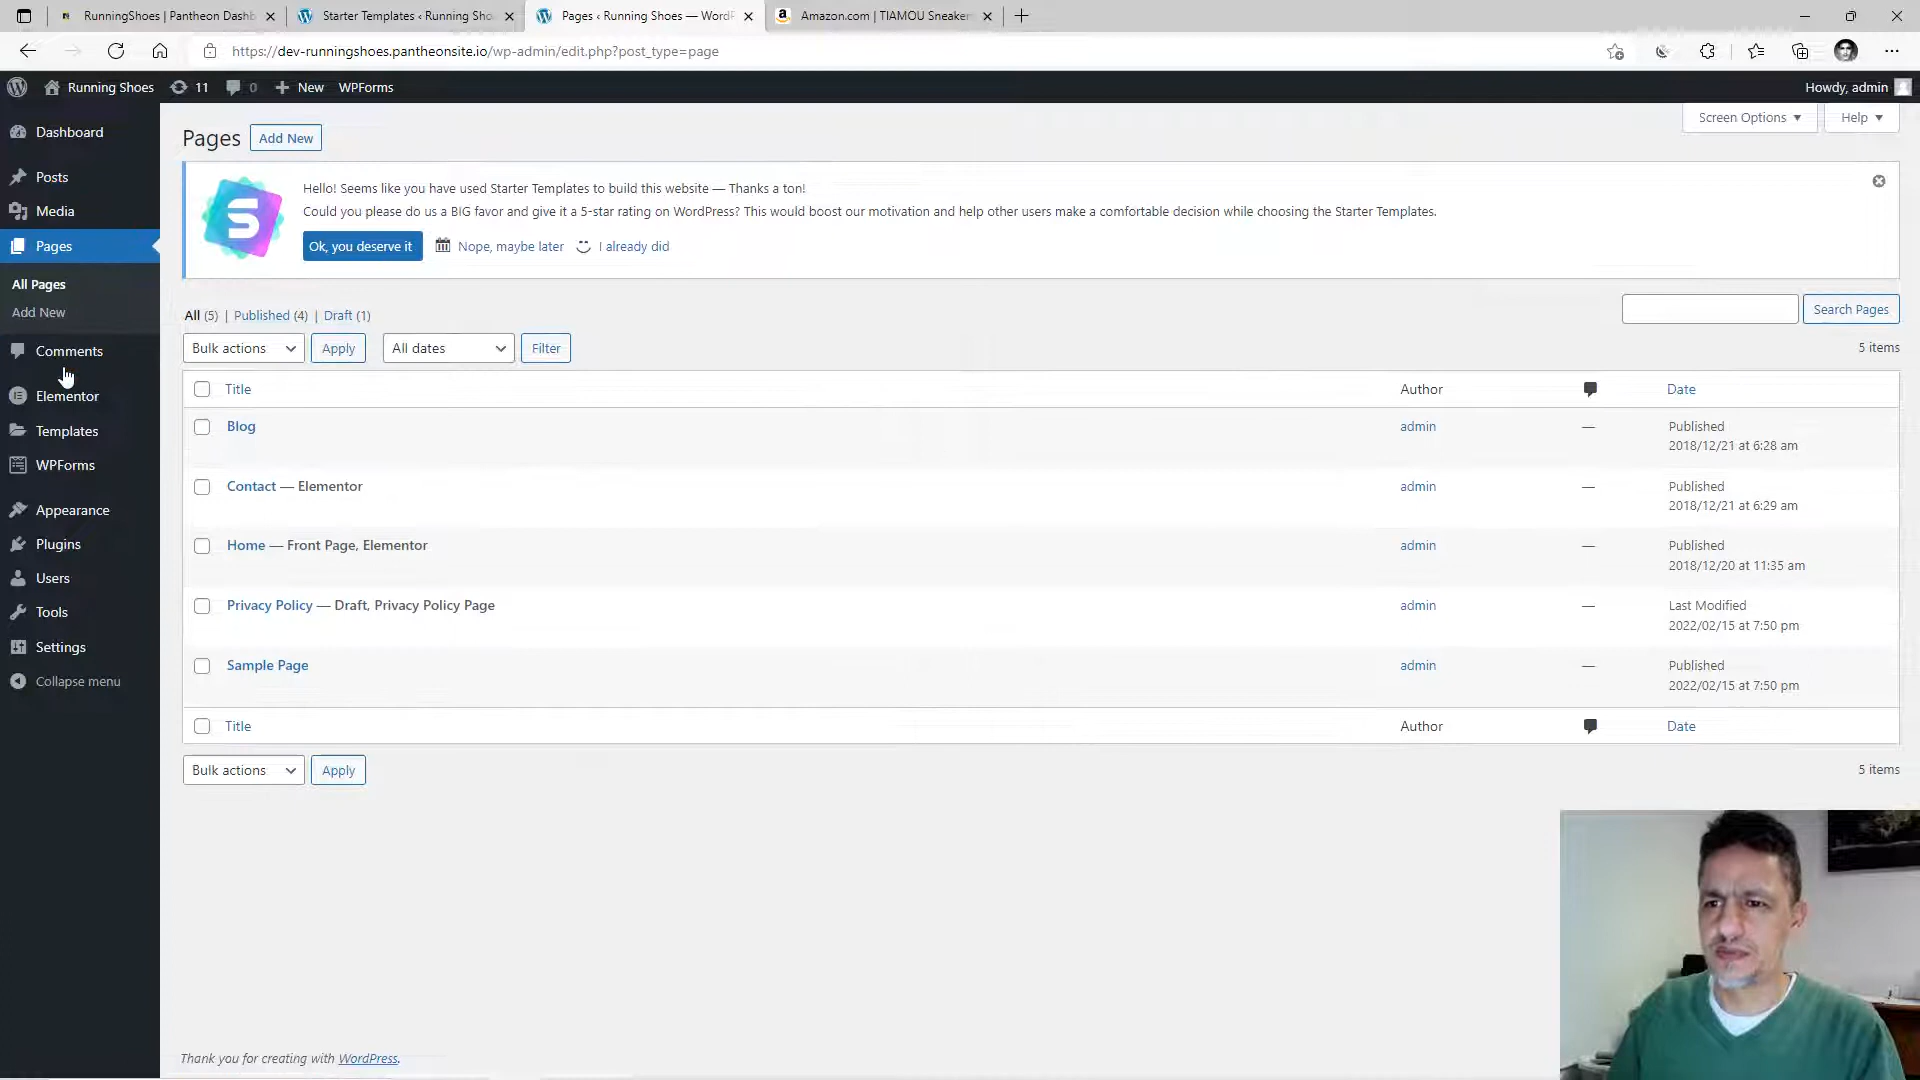 RunningShoes | Pantheon Dashb
Starter Templates ‹ Running Sho
Pages ‹ Running Shoes — WordP
Amazon.com | TIAMOU Sneaker
https://dev-runningshoes.pantheonsite.io/wp-admin/edit.php?post_type=page
Running Shoes 11 0 New WPForms Howdy, admin
Screen Options Help
Dashboard
Posts
Media
Pages
All Pages
Add New
Comments
Elementor
Templates
WPForms
Appearance
Plugins
Users
Tools
Settings
Collapse menu
Pages Add New
Hello! Seems like you have used Starter Templates to build this website — Thanks a ton!
Could you please do us a BIG favor and give it a 5-star rating on WordPress? This would boost our motivation and help other users make a comfortable decision while choosing the Starter Templates.
Ok, you deserve it Nope, maybe later I already did
All (5) | Published (4) | Draft (1)
Search Pages
Bulk actions Apply All dates Filter 5 items
Title Author Date
Blog admin — Published
2018/12/21 at 6:28 am
Contact — Elementor admin — Published
2018/12/21 at 6:29 am
Home — Front Page, Elementor admin — Published
2018/12/20 at 11:35 am
Privacy Policy — Draft, Privacy Policy Page admin — Last Modified
2022/02/15 at 7:50 pm
Sample Page admin — Published
2022/02/15 at 7:50 pm
Title Author Date
Bulk actions Apply 5 items
Thank you for creating with WordPress.